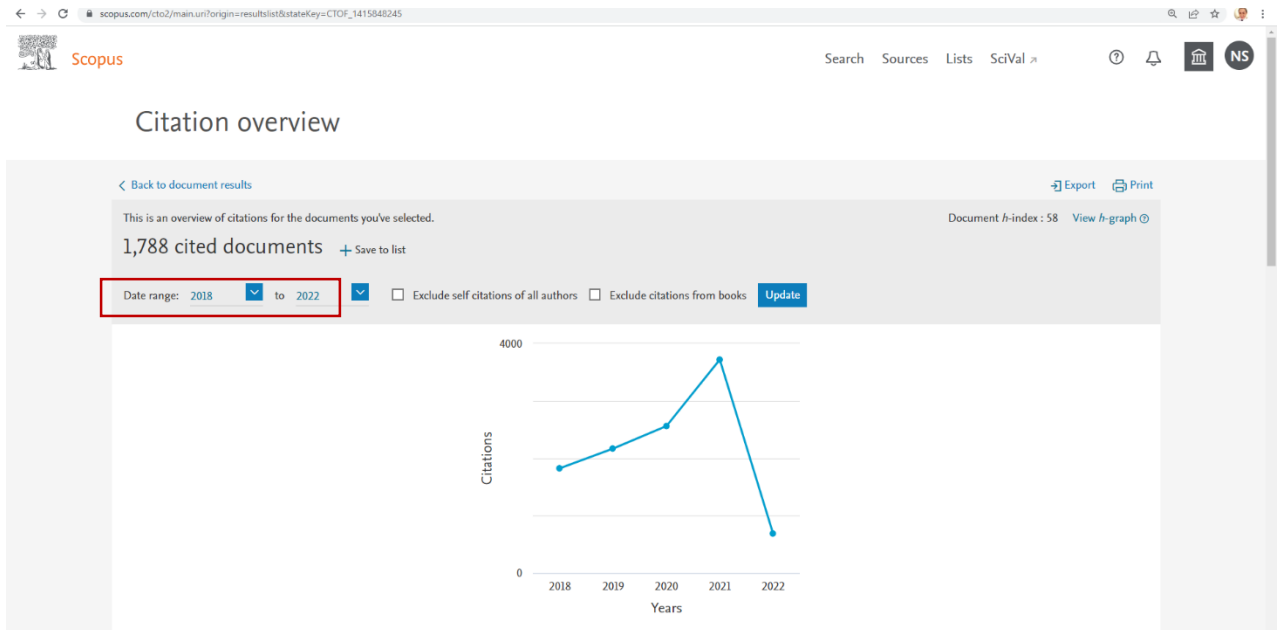 scopus.com/cto2/main.uri?origin=resultslist&stateKey=CTOF_1415848245
Scopus
Search Sources Lists SciVal
NS
Citation overview
Back to document results
Export Print
This is an overview of citations for the documents you've selected.
Document h-index : 58 View h-graph
1,788 cited documents + Save to list
Date range: 2018 to 2022 Exclude self citations of all authors Exclude citations from books Update
4000
Citations
0
2018 2019 2020 2021 2022
Years